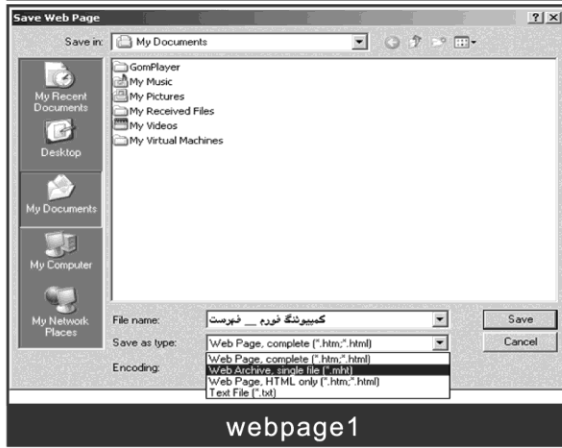 Save Web Page
Save in:
My Documents
My Recent
Documents
Desktop
My Documents
My Computer
My Network
Places
GomPlayer
My Music
My Pictures
My Received Files
My Videos
My Virtual Machines
File name:
کمپیوٹنگ فورم __ فہرست
Save
Save as type:
Web Page, complete (*.htm;*.html)
Cancel
Encoding:
Web Page, complete (*.htm;*.html)
Web Archive, single file (*.mht)
Web Page, HTML only (*.htm;*.html)
Text File (*.txt)
webpage1